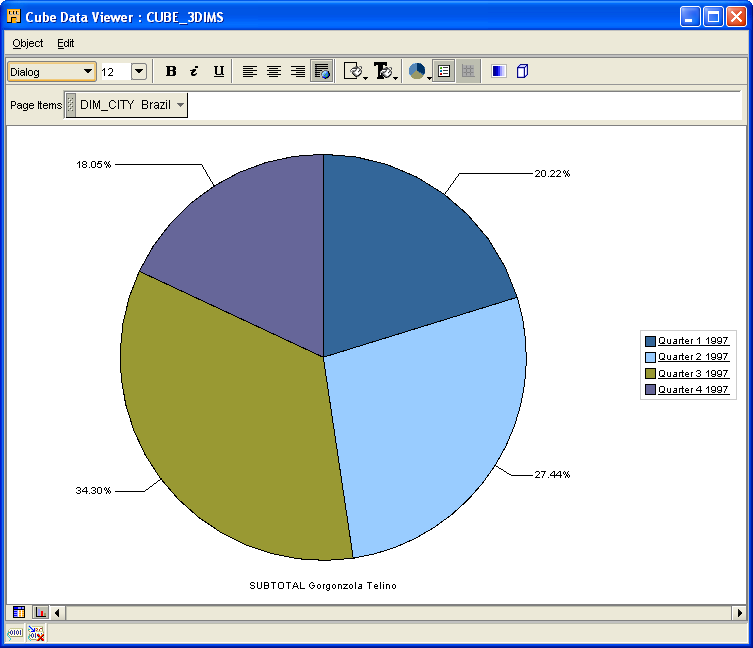 Cube Data Viewer : CUBE_3DIMS
Object Edit
Dialog 12 B i U
Page Items DIM_CITY Brazil
18.05%
20.22%
Quarter 1 1997
Quarter 2 1997
Quarter 3 1997
Quarter 4 1997
27.44%
34.30%
SUBTOTAL Gorgonzola Telino